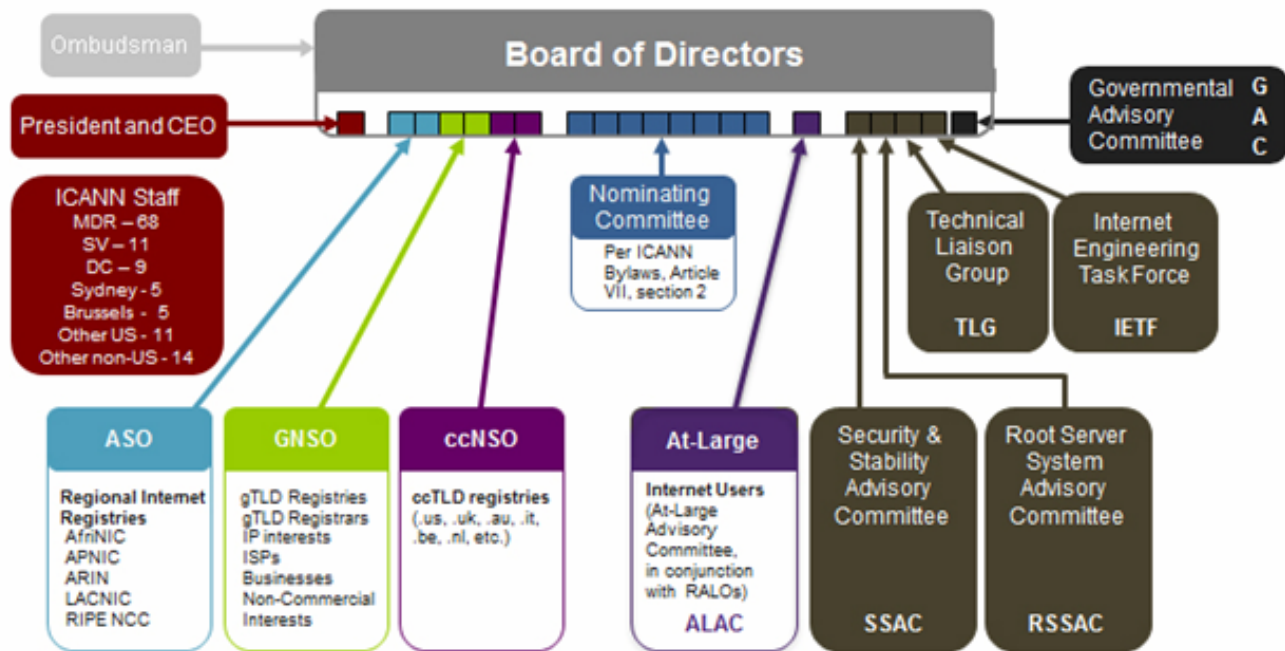 Ombudsman
Board of Directors
President and CEO
Governmental
Advisory
Committee
G
A
C
ICANN Staff
MDR – 68
SV – 11
DC – 9
Sydney - 5
Brussels - 5
Other US - 11
Other non-US - 14
Nominating
Committee
Per ICANN
Bylaws, Article
VII, section 2
Technical
Liaison
Group
TLG
Internet
Engineering
Task Force
IETF
ASO
Regional Internet
Registries
AfriNIC
APNIC
ARIN
LACNIC
RIPE NCC
GNSO
gTLD Registries
gTLD Registrars
IP interests
ISPs
Businesses
Non-Commercial
Interests
ccNSO
ccTLD registries
(.us, .uk, .au, .it,
.be, .nl, etc.)
At-Large
Internet Users
(At-Large
Advisory
Committee,
in conjunction
with RALOs)
ALAC
Security &
Stability
Advisory
Committee
SSAC
Root Server
System
Advisory
Committee
RSSAC